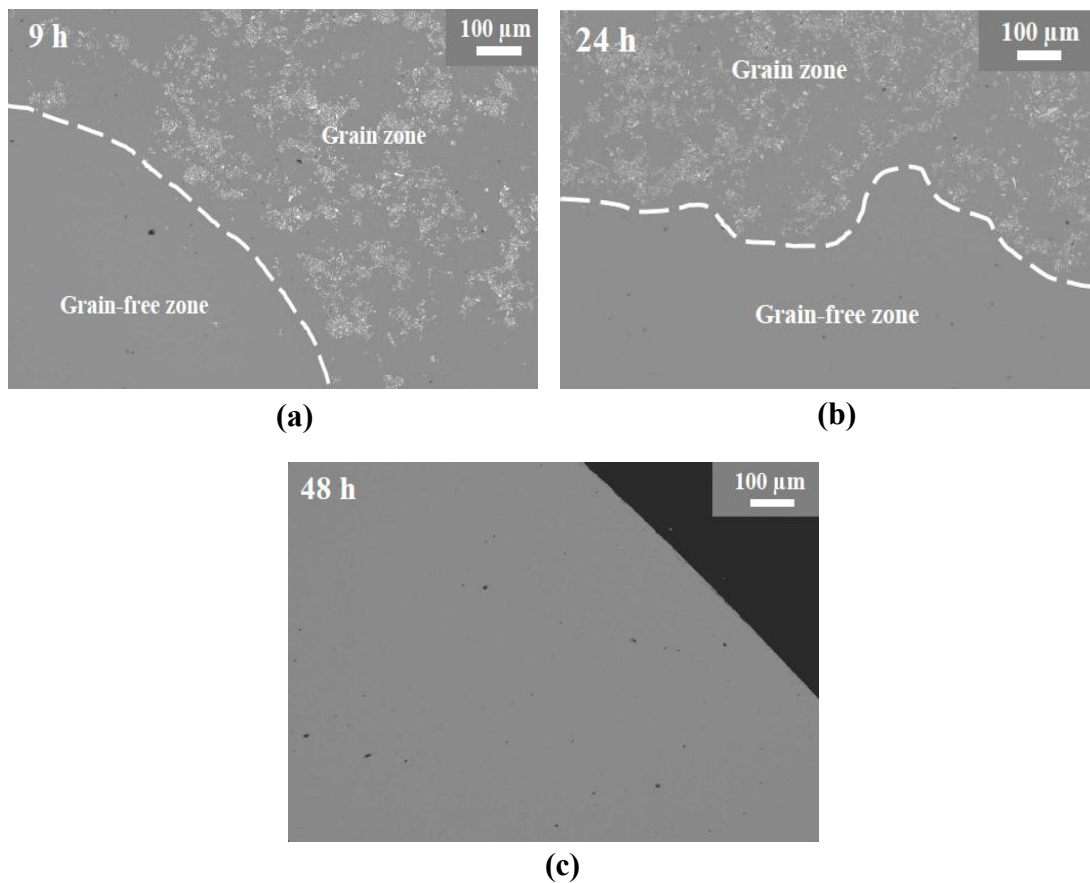 9 h
100 µm
Grain zone
Grain-free zone
(a)
24 h
100 µm
Grain zone
Grain-free zone
(b)
48 h
100 µm
(c)